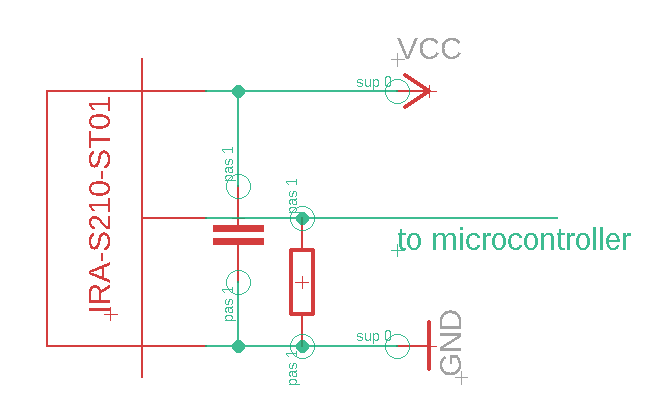 VCC
sup 0
IRA-S210-ST01
pas 1
pas 1
to microcontroller
pas 1
sup 0
GND
pas 1